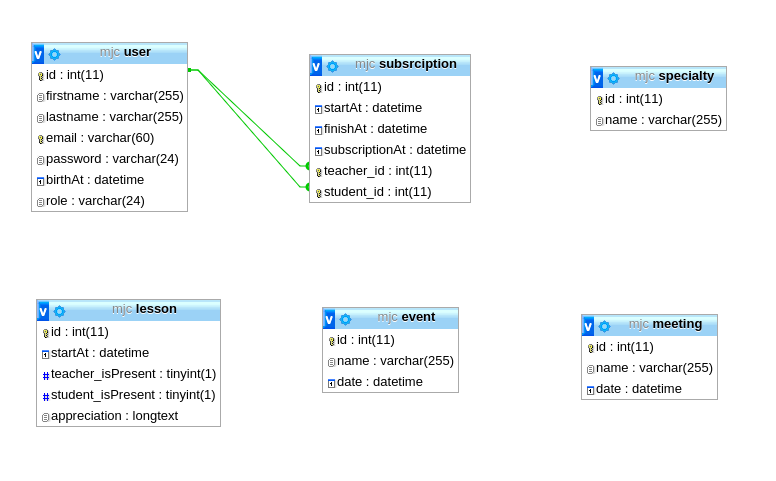 mjc user
id : int(11)
firstname : varchar(255)
lastname : varchar(255)
email : varchar(60)
password : varchar(24)
birthAt : datetime
role : varchar(24)
mjc subsrciption
id : int(11)
startAt : datetime
finishAt : datetime
subscriptionAt : datetime
teacher_id : int(11)
student_id : int(11)
mjc specialty
id : int(11)
name : varchar(255)
mjc lesson
id : int(11)
startAt : datetime
teacher_isPresent : tinyint(1)
student_isPresent : tinyint(1)
appreciation : longtext
mjc event
id : int(11)
name : varchar(255)
date : datetime
mjc meeting
id : int(11)
name : varchar(255)
date : datetime